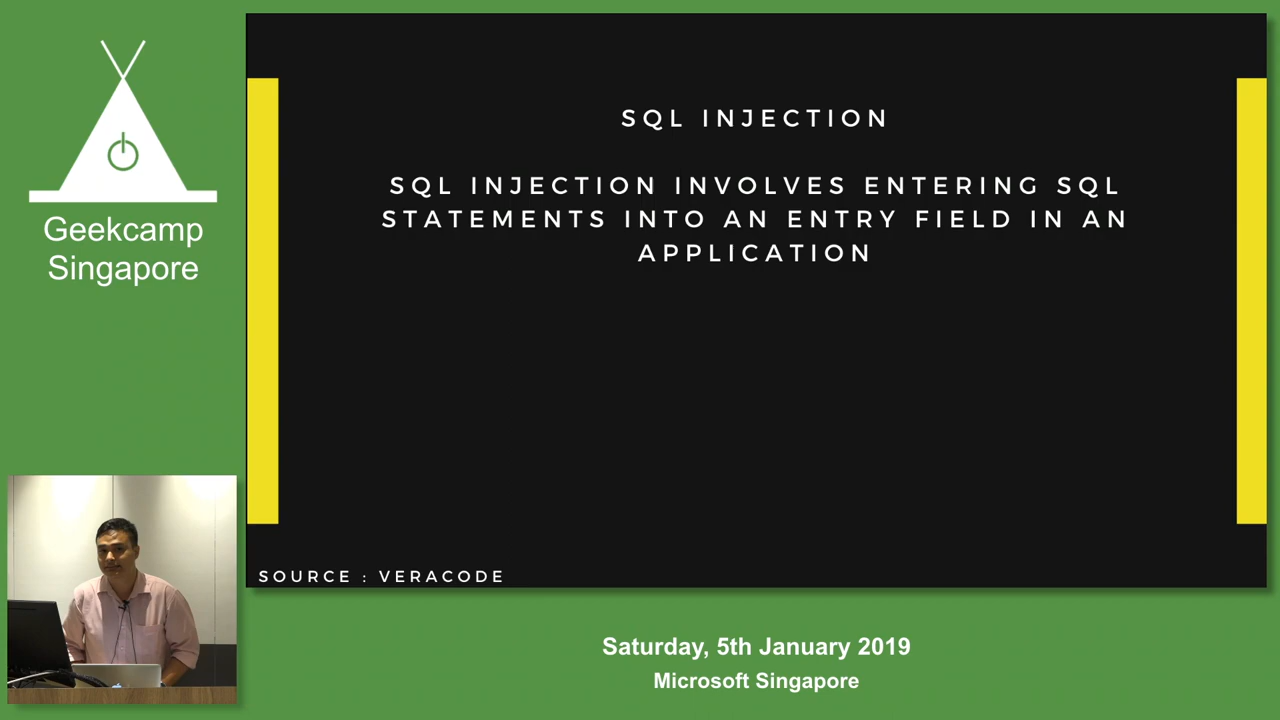 Geekcamp
Singapore
SQL INJECTION
SQL INJECTION INVOLVES ENTERING SQL
STATEMENTS INTO AN ENTRY FIELD IN AN
APPLICATION
SOURCE : VERACODE
Saturday, 5th January 2019
Microsoft Singapore